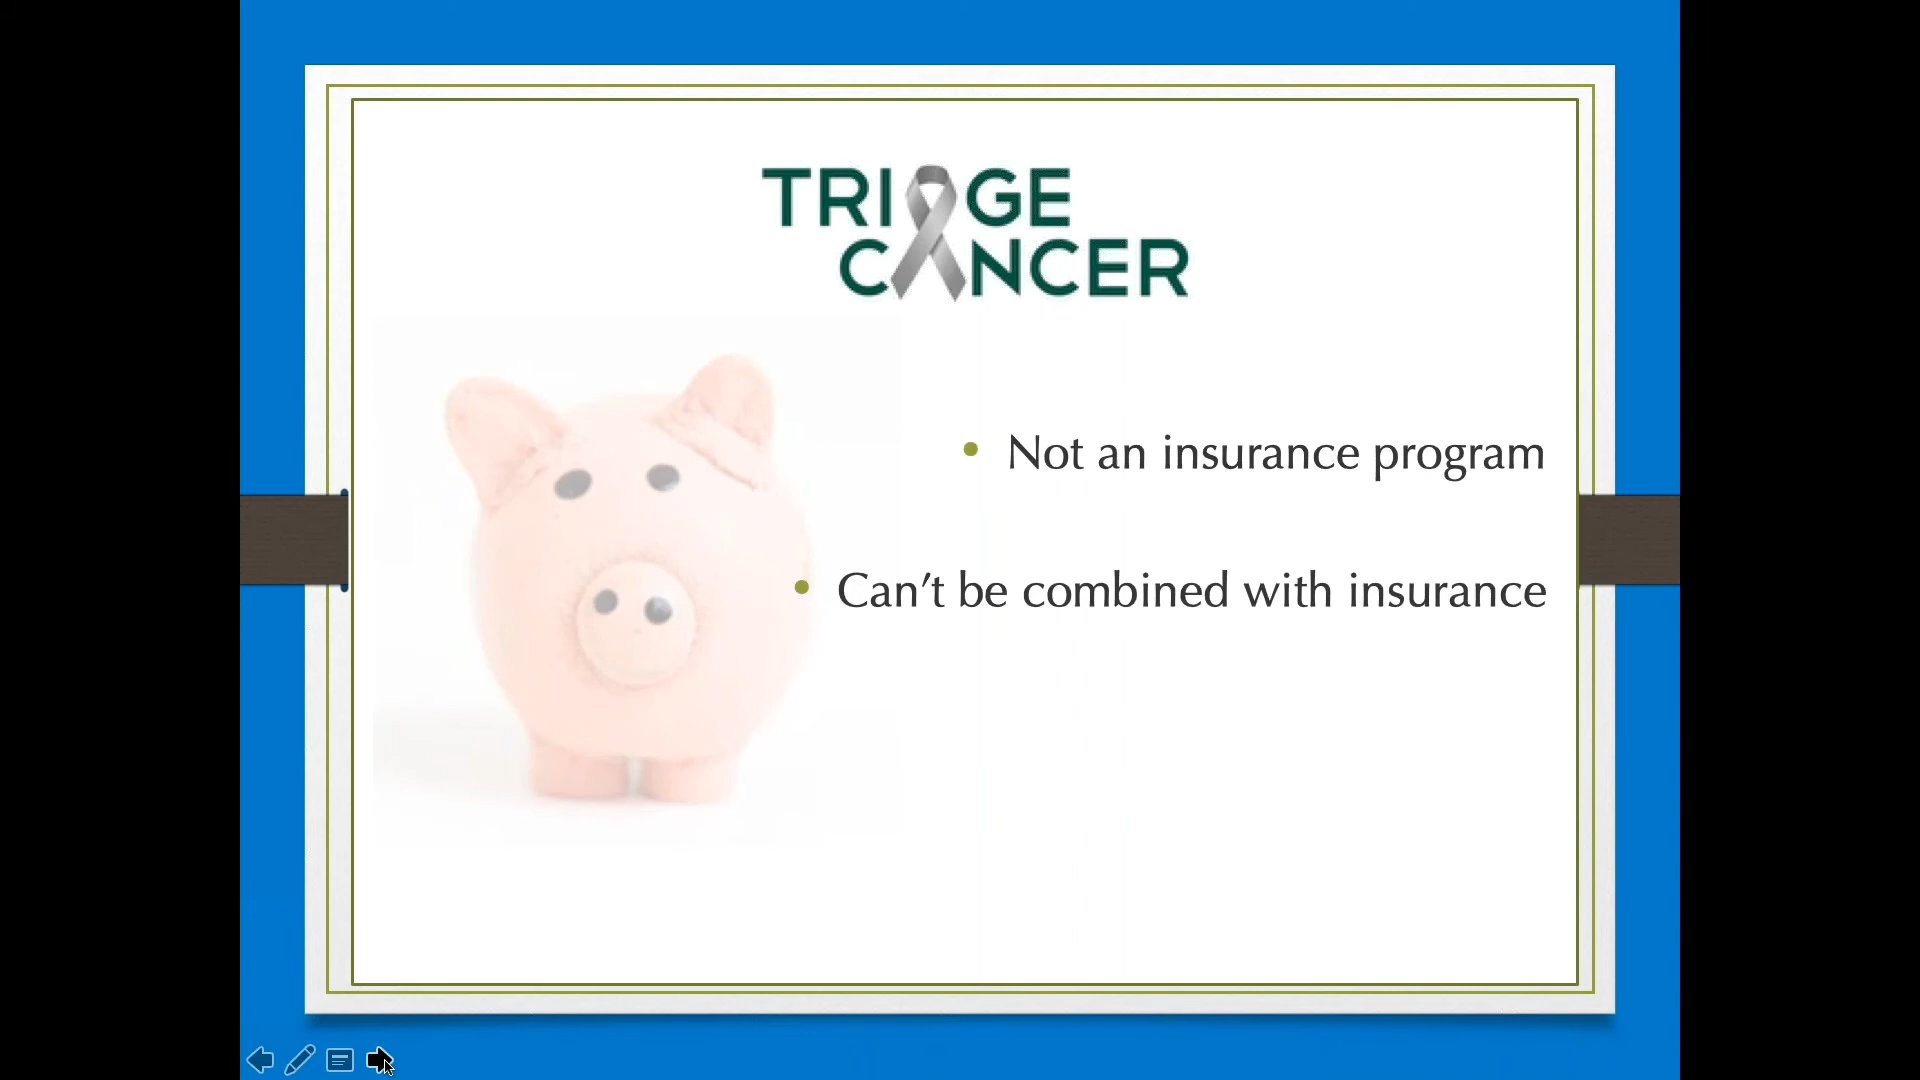 TRIAGE
CANCER
• Not an insurance program
• Can’t be combined with insurance